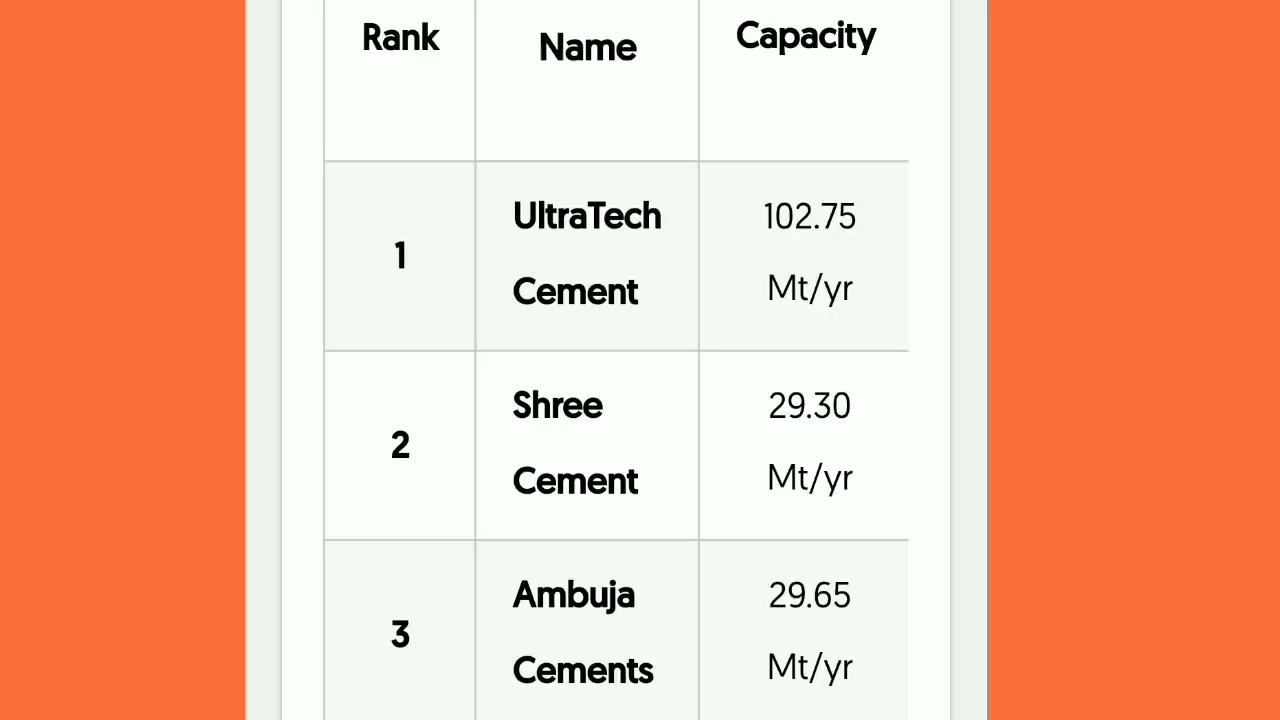 Rank Name Capacity
1 UltraTech 102.75
Cement Mt/yr
2 Shree 29.30
Cement Mt/yr
3 Ambuja 29.65
Cements Mt/yr